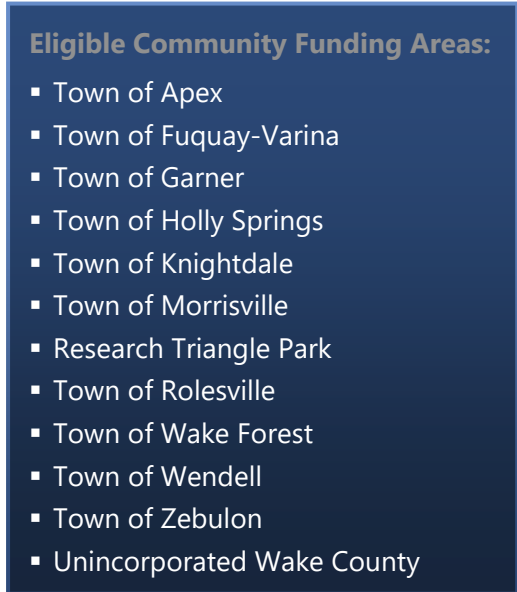 Eligible Community Funding Areas:
▪ Town of Apex
▪ Town of Fuquay-Varina
▪ Town of Garner
▪ Town of Holly Springs
▪ Town of Knightdale
▪ Town of Morrisville
▪ Research Triangle Park
▪ Town of Rolesville
▪ Town of Wake Forest
▪ Town of Wendell
▪ Town of Zebulon
▪ Unincorporated Wake County